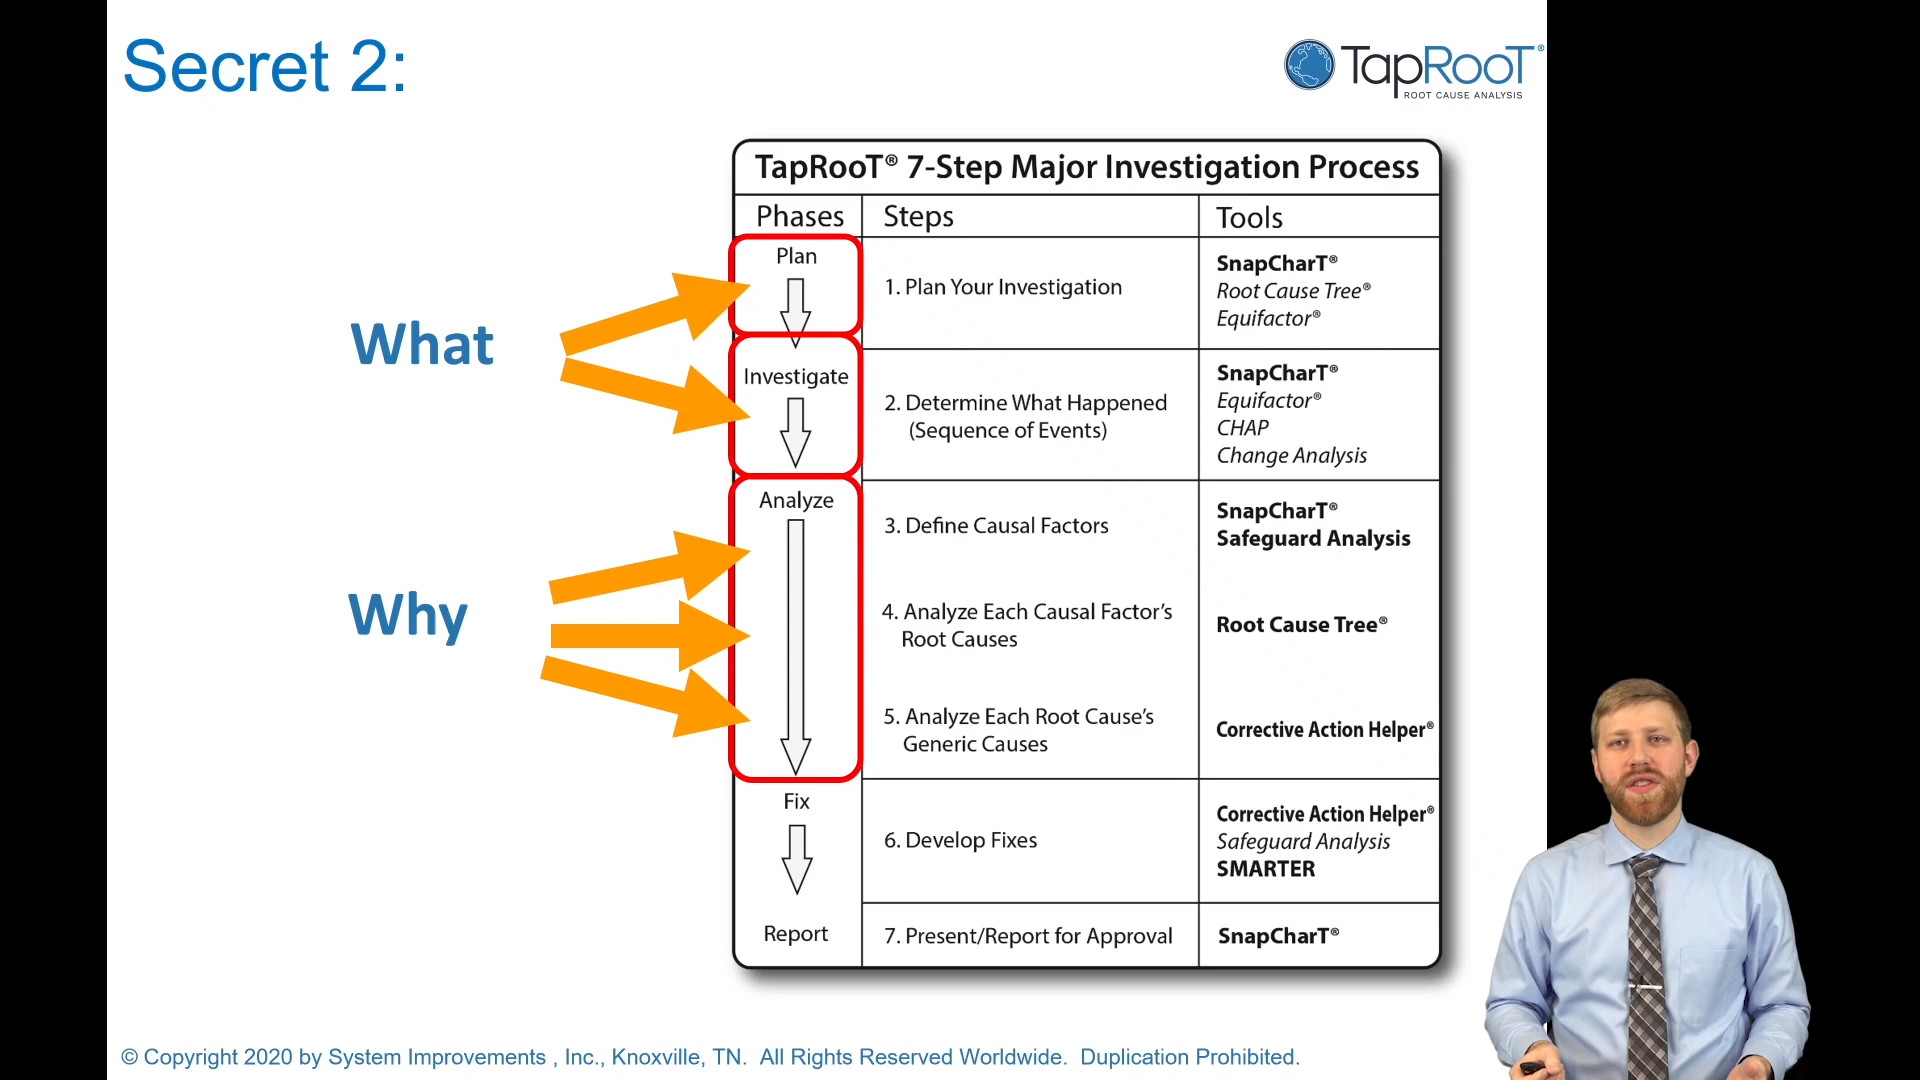 Secret 2:
TapRooT®
ROOT CAUSE ANALYSIS
TapRooT® 7-Step Major Investigation Process
Phases
Steps
Tools
Plan
1. Plan Your Investigation
SnapCharT®
Root Cause Tree®
Equifactor®
What
Investigate
2. Determine What Happened
(Sequence of Events)
SnapCharT®
Equifactor®
CHAP
Change Analysis
Why
Analyze
3. Define Causal Factors
SnapCharT®
Safeguard Analysis
4. Analyze Each Causal Factor’s
Root Causes
Root Cause Tree®
5. Analyze Each Root Cause’s
Generic Causes
Corrective Action Helper®
Fix
6. Develop Fixes
Corrective Action Helper®
Safeguard Analysis
SMARTER
Report
7. Present/Report for Approval
SnapCharT®
© Copyright 2020 by System Improvements , Inc., Knoxville, TN.  All Rights Reserved Worldwide.  Duplication Prohibited.